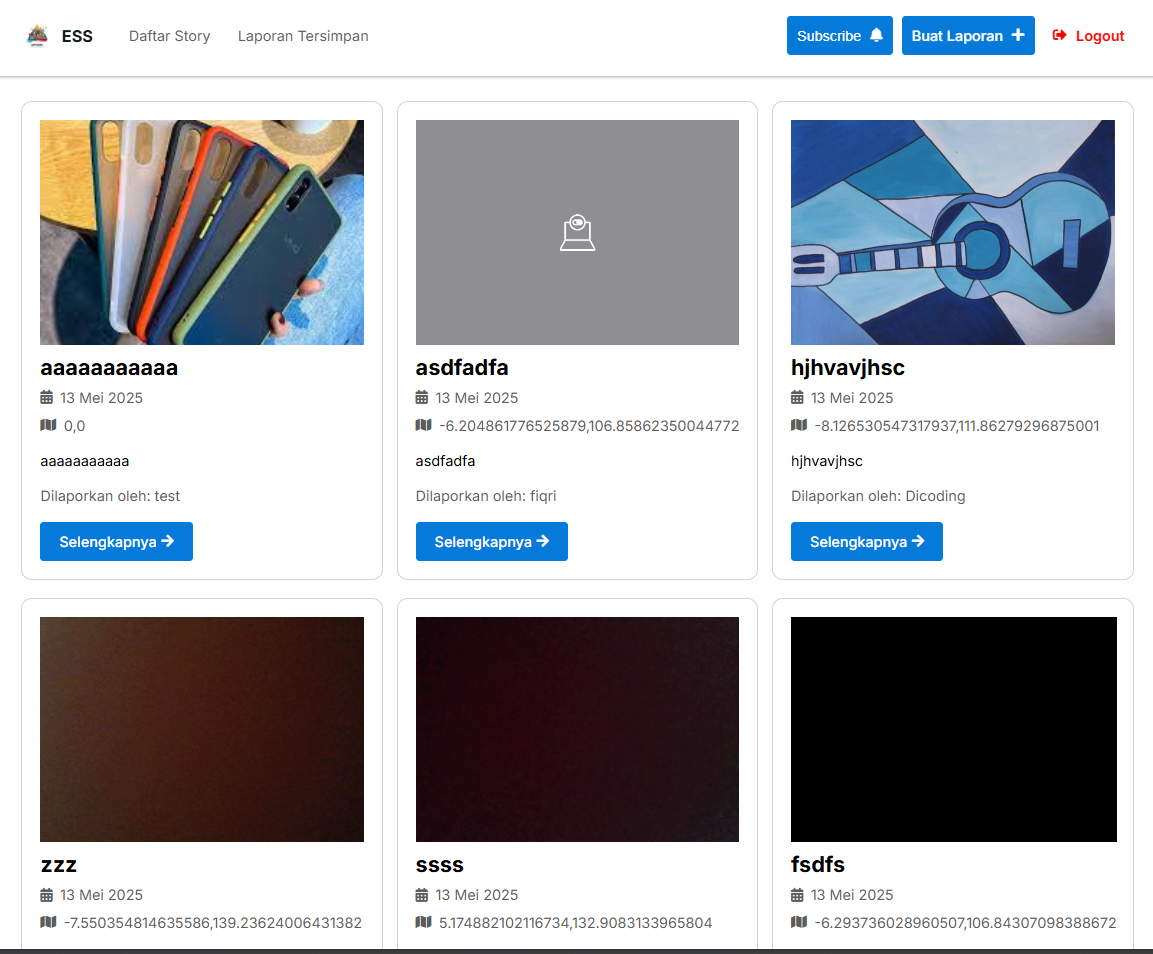 ESS Daftar Story Laporan Tersimpan Subscribe Buat Laporan Logout
aaaaaaaaaaa
13 Mei 2025
0,0
aaaaaaaaaaa
Dilaporkan oleh: test
Selengkapnya
asdfadfa
13 Mei 2025
-6.204861776525879,106.85862350044772
asdfadfa
Dilaporkan oleh: fiqri
Selengkapnya
hjhvavjhsc
13 Mei 2025
-8.126530547317937,111.86279296875001
hjhvavjhsc
Dilaporkan oleh: Dicoding
Selengkapnya
zzz
13 Mei 2025
-7.550354814635586,139.23624006431382
ssss
13 Mei 2025
5.174882102116734,132.9083133965804
fsdfs
13 Mei 2025
-6.293736028960507,106.84307098388672